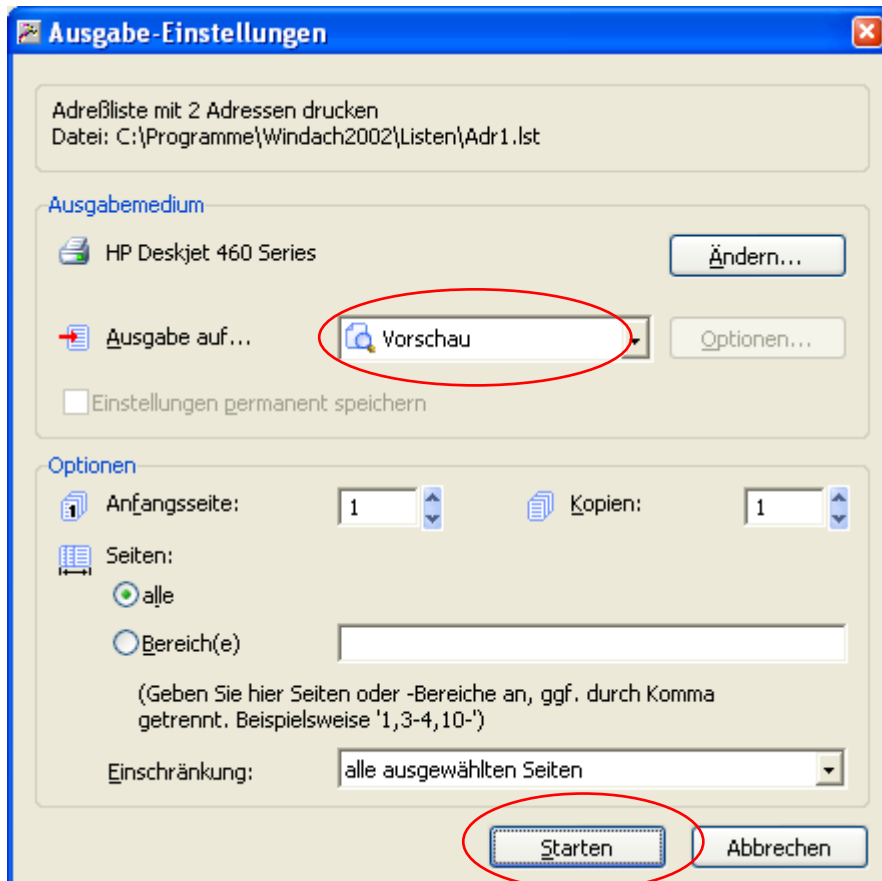 Ausgabe-Einstellungen
Adreßliste mit 2 Adressen drucken
Datei: C:\Programme\Windach2002\Listen\Adr1.lst
Ausgabemedium
HP Deskjet 460 Series
Ändern...
Ausgabe auf...
Vorschau
Optionen...
Einstellungen permanent speichern
Optionen
Anfangsseite: 1 Kopien: 1
Seiten:
alle
Bereich(e)
(Geben Sie hier Seiten oder -Bereiche an, ggf. durch Komma
getrennt. Beispielsweise '1,3-4,10-')
Einschränkung: alle ausgewählten Seiten
Starten Abbrechen